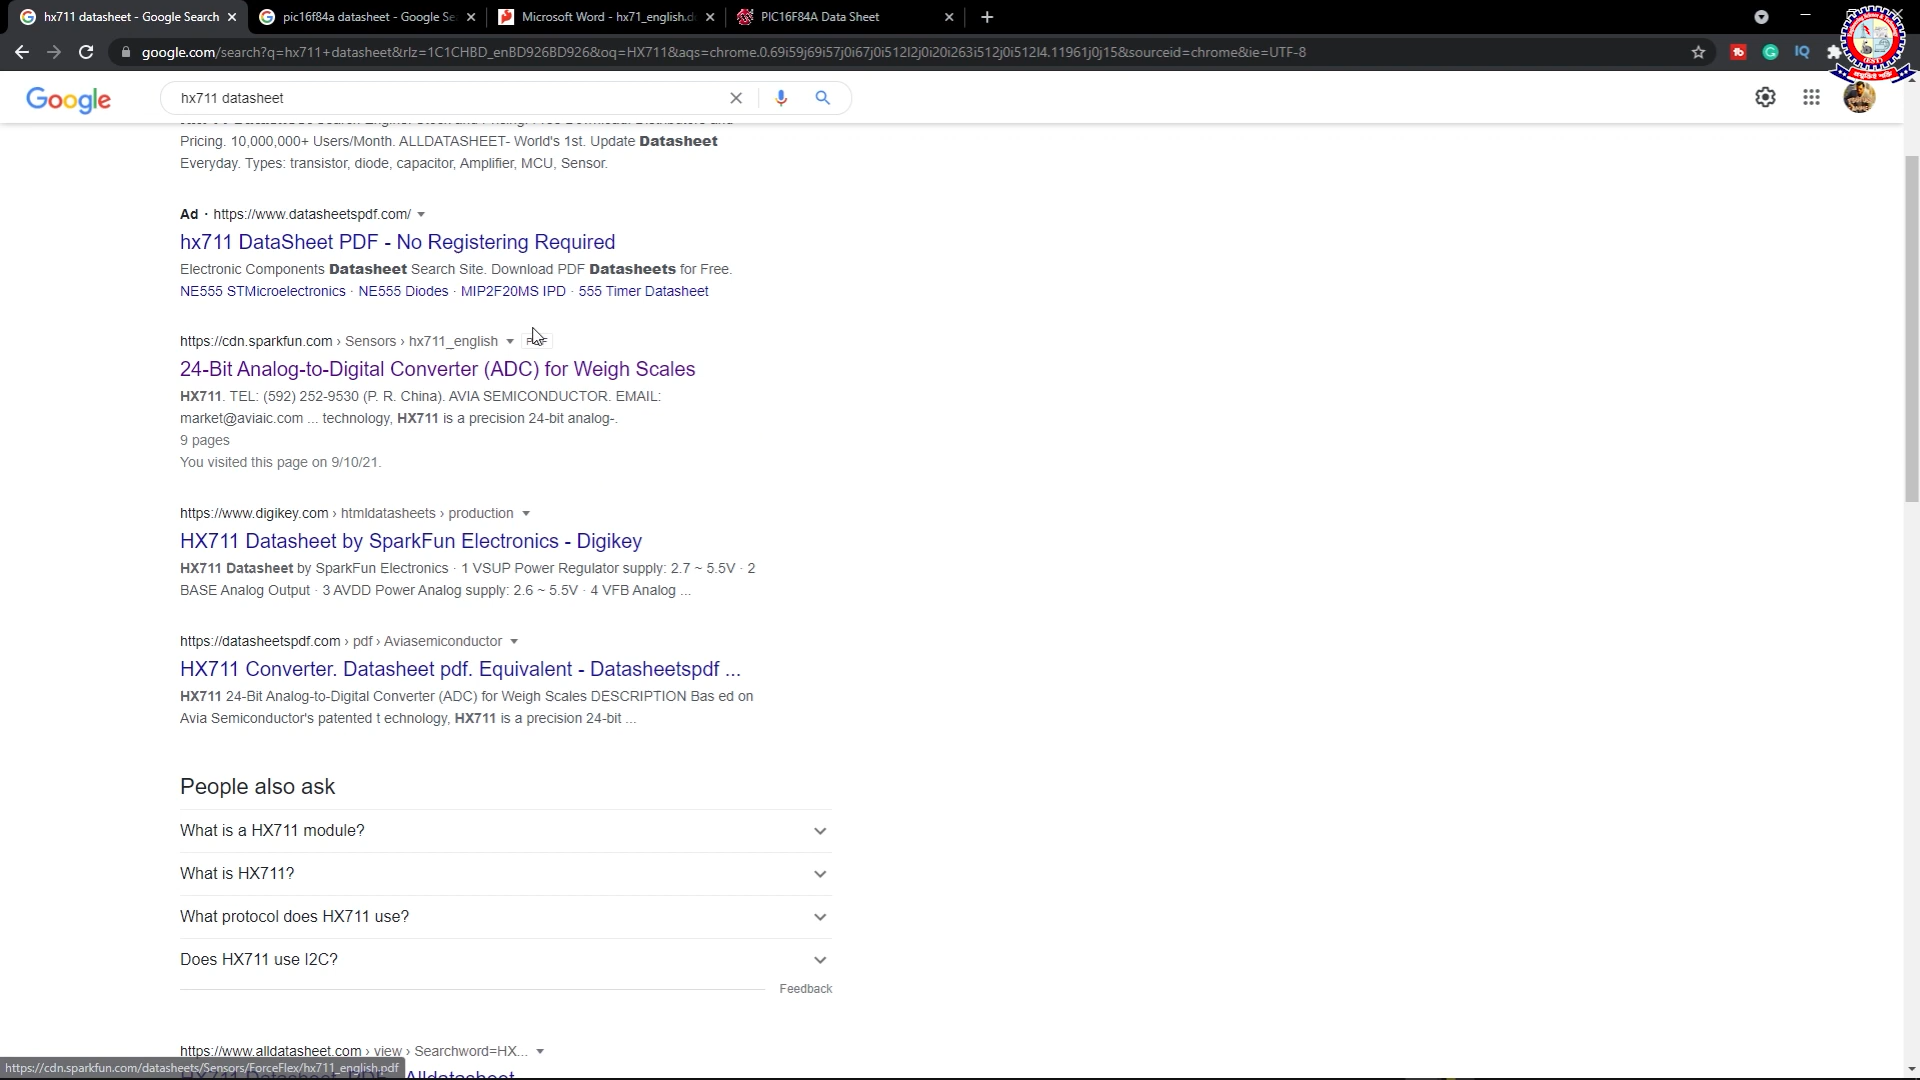 hx711 datasheet - Google Search
pic16f84a datasheet - Google Se
Microsoft Word - hx71_english.d
PIC16F84A Data Sheet
google.com/search?q=hx711+datasheet&rlz=1C1CHBD_enBD926BD926&oq=HX711&aqs=chrome.0.69i59j69i57j0i67j0i512l2j0i20i263i512j0i512l4.11961j0j15&sourceid=chrome&ie=UTF-8
Google
hx711 datasheet
Pricing. 10,000,000+ Users/Month. ALLDATASHEET- World's 1st. Update Datasheet
Everyday. Types: transistor, diode, capacitor, Amplifier, MCU, Sensor.
Ad · https://www.datasheetspdf.com/
hx711 DataSheet PDF - No Registering Required
Electronic Components Datasheet Search Site. Download PDF Datasheets for Free.
NE555 STMicroelectronics · NE555 Diodes · MIP2F20MS IPD · 555 Timer Datasheet
https://cdn.sparkfun.com › Sensors › hx711_english
24-Bit Analog-to-Digital Converter (ADC) for Weigh Scales
HX711. TEL: (592) 252-9530 (P. R. China). AVIA SEMICONDUCTOR. EMAIL:
market@aviaic.com ... technology, HX711 is a precision 24-bit analog-.
9 pages
You visited this page on 9/10/21.
https://www.digikey.com › htmldatasheets › production
HX711 Datasheet by SparkFun Electronics - Digikey
HX711 Datasheet by SparkFun Electronics · 1 VSUP Power Regulator supply: 2.7 ~ 5.5V · 2
BASE Analog Output · 3 AVDD Power Analog supply: 2.6 ~ 5.5V · 4 VFB Analog ...
https://datasheetspdf.com › pdf › Aviasemiconductor
HX711 Converter. Datasheet pdf. Equivalent - Datasheetspdf ...
HX711 24-Bit Analog-to-Digital Converter (ADC) for Weigh Scales DESCRIPTION Bas ed on
Avia Semiconductor's patented t echnology, HX711 is a precision 24-bit ...
People also ask
What is a HX711 module?
What is HX711?
What protocol does HX711 use?
Does HX711 use I2C?
Feedback
https://www.alldatasheet.com › view › Searchword=HX...
https://cdn.sparkfun.com/datasheets/Sensors/ForceFlex/hx711_english.pdf
HX711 Datasheet, PDF - Alldatasheet